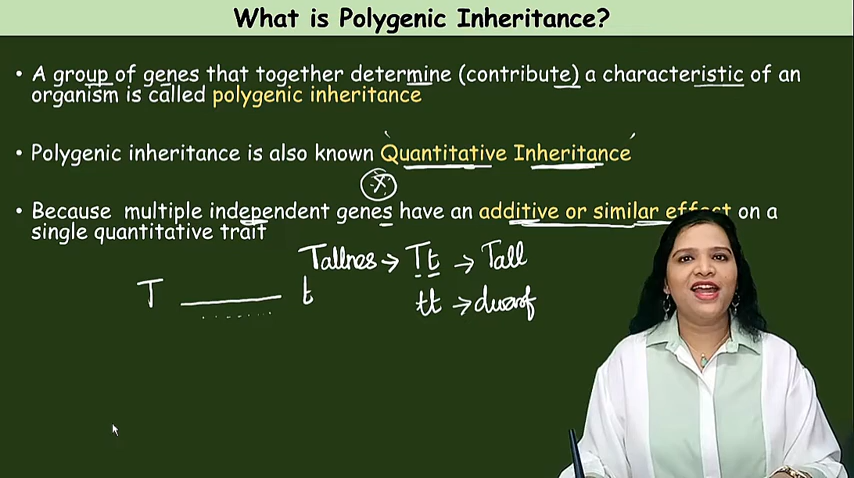 What is Polygenic Inheritance?
• A group of genes that together determine (contribute) a characteristic of an
organism is called polygenic inheritance
• Polygenic inheritance is also known 'Quantitative Inheritance'
• Because multiple independent genes have an additive or similar effect on a
single quantitative trait
Tallnes → Tt → Tall
T t
tt → dwarf